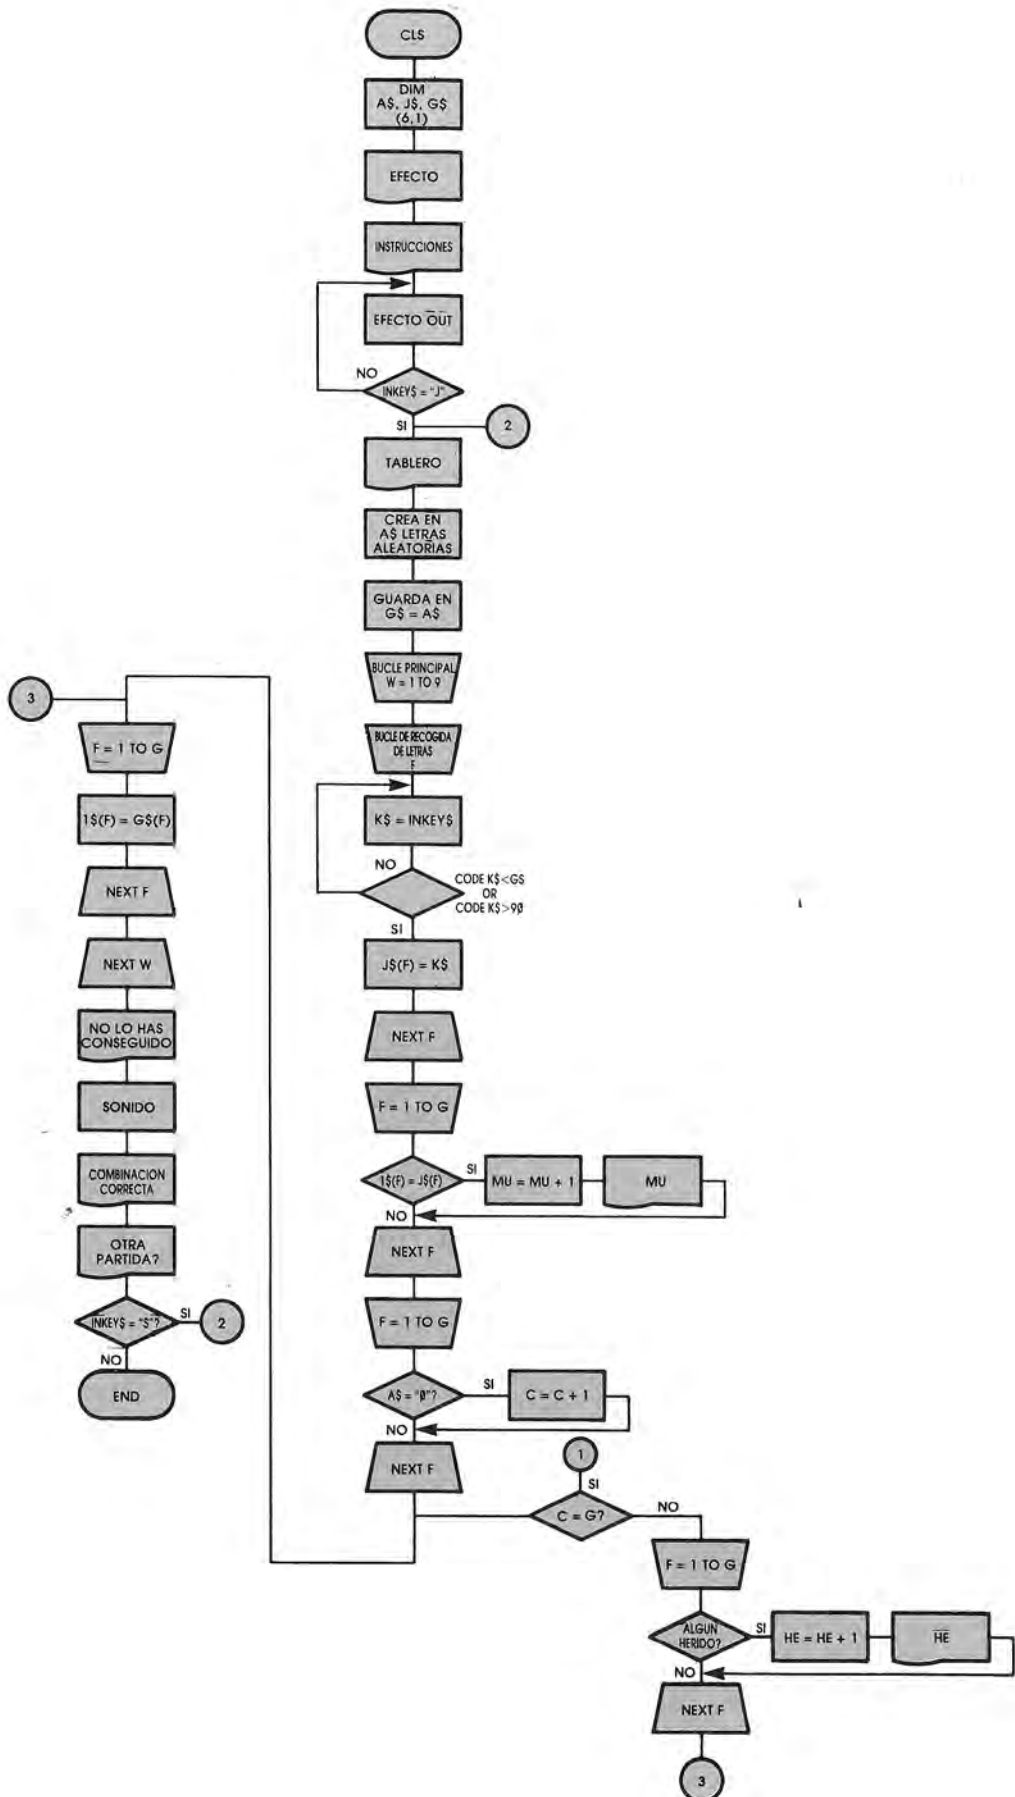 CLS
DIM
A$, J$, G$
(6,1)
EFECTO
INSTRUCCIONES
EFECTO OUT
NO
INKEY$ = "J"
SI
2
TABLERO
CREA EN
A$ LETRAS
ALEATORIAS
GUARDA EN
G$ = A$
BUCLE PRINCIPAL
W = 1 TO 9
BUCLE DE RECOGIDA
DE LETRAS
F
K$ = INKEY$
NO
CODE K$<GS
OR
CODE K$>90
SI
J$(F) = K$
NEXT F
F = 1 TO G
1$(F) = J$(F)
SI
MU = MU + 1
MU
NO
NEXT F
F = 1 TO G
A$ = "0"?
SI
C = C + 1
NO
NEXT F
1
SI
C = G?
NO
F = 1 TO G
ALGUN
HERIDO?
SI
HE = HE + 1
HE
NO
NEXT F
3
3
F = 1 TO G
1$(F) = G$(F)
NEXT F
NEXT W
NO LO HAS
CONSEGUIDO
SONIDO
COMBINACION
CORRECTA
OTRA
PARTIDA?
INKEY$ = "S"?
SI
2
NO
END